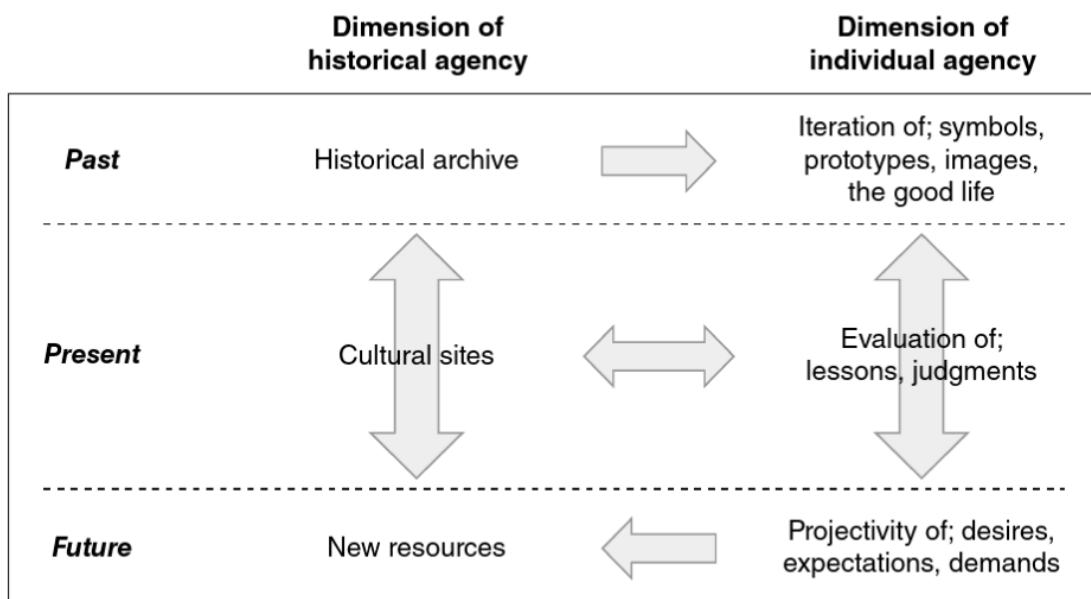 Dimension of
historical agency
Dimension of
individual agency
Past
Historical archive
Iteration of; symbols,
prototypes, images,
the good life
Present
Cultural sites
Evaluation of;
lessons, judgments
Future
New resources
Projectivity of; desires,
expectations, demands